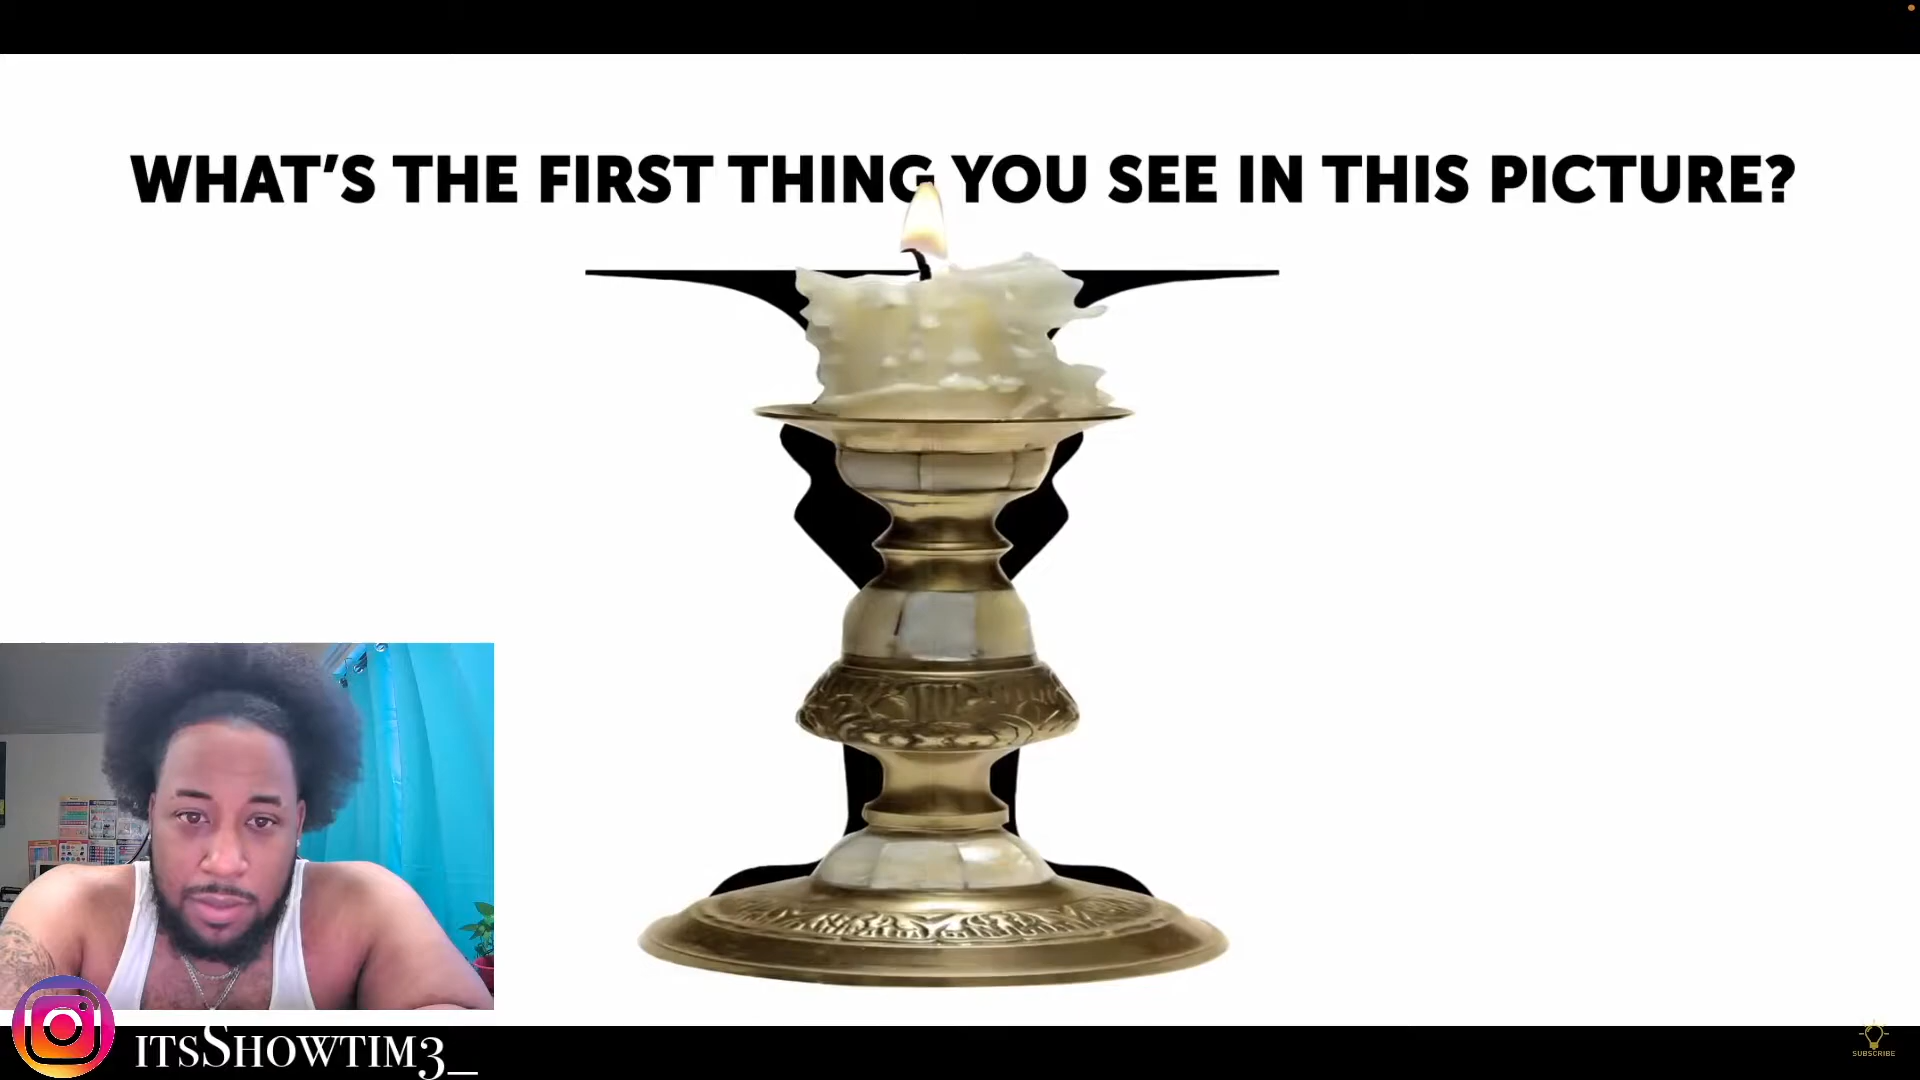 WHAT'S THE FIRST THING YOU SEE IN THIS PICTURE?
ITSSHOWTIM3_
SUBSCRIBE